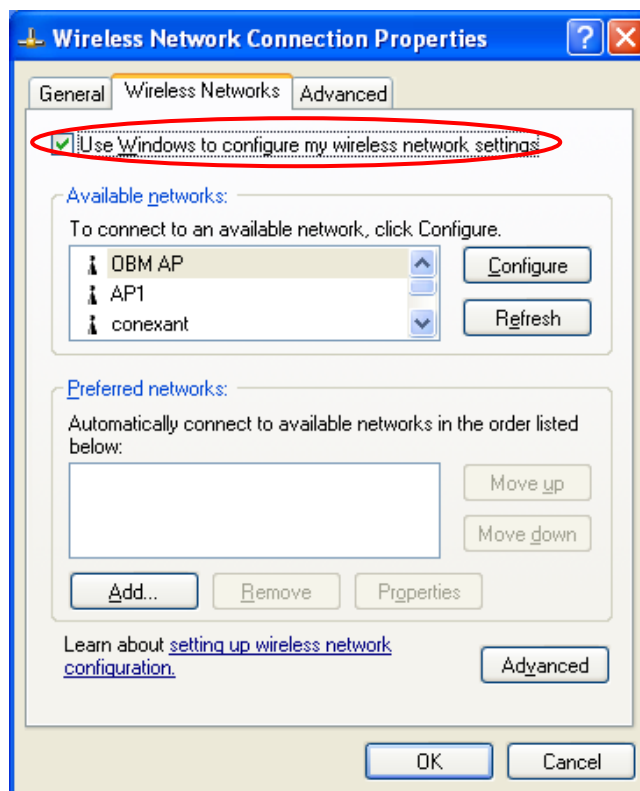 Wireless Network Connection Properties
General Wireless Networks Advanced
Use Windows to configure my wireless network settings
Available networks:
To connect to an available network, click Configure.
OBM AP
AP1
conexant
Configure
Refresh
Preferred networks:
Automatically connect to available networks in the order listed
below:
Move up
Move down
Add... Remove Properties
Learn about setting up wireless network
configuration.
Advanced
OK Cancel